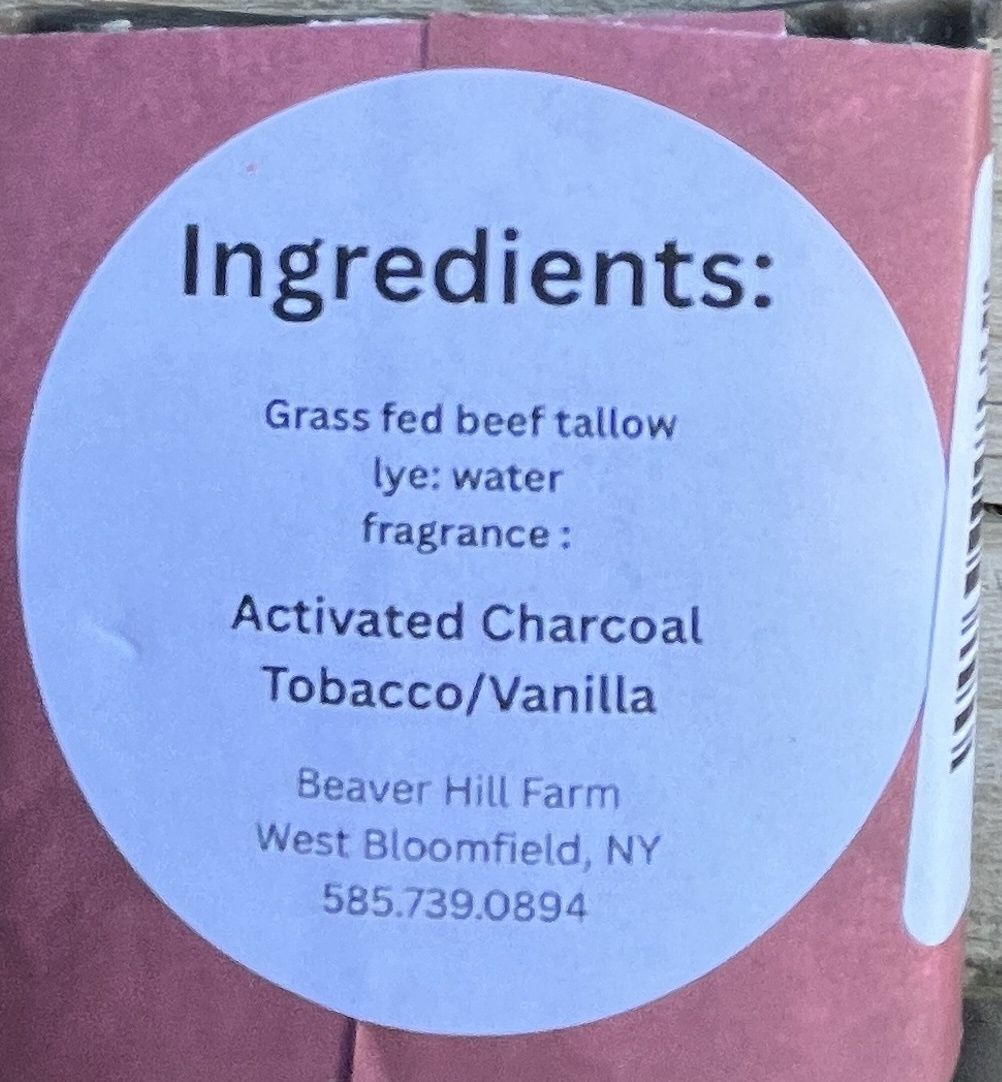 Ingredients:
Grass fed beef tallow
lye: water
fragrance :
Activated Charcoal
Tobacco/Vanilla
Beaver Hill Farm
West Bloomfield, NY
585.739.0894